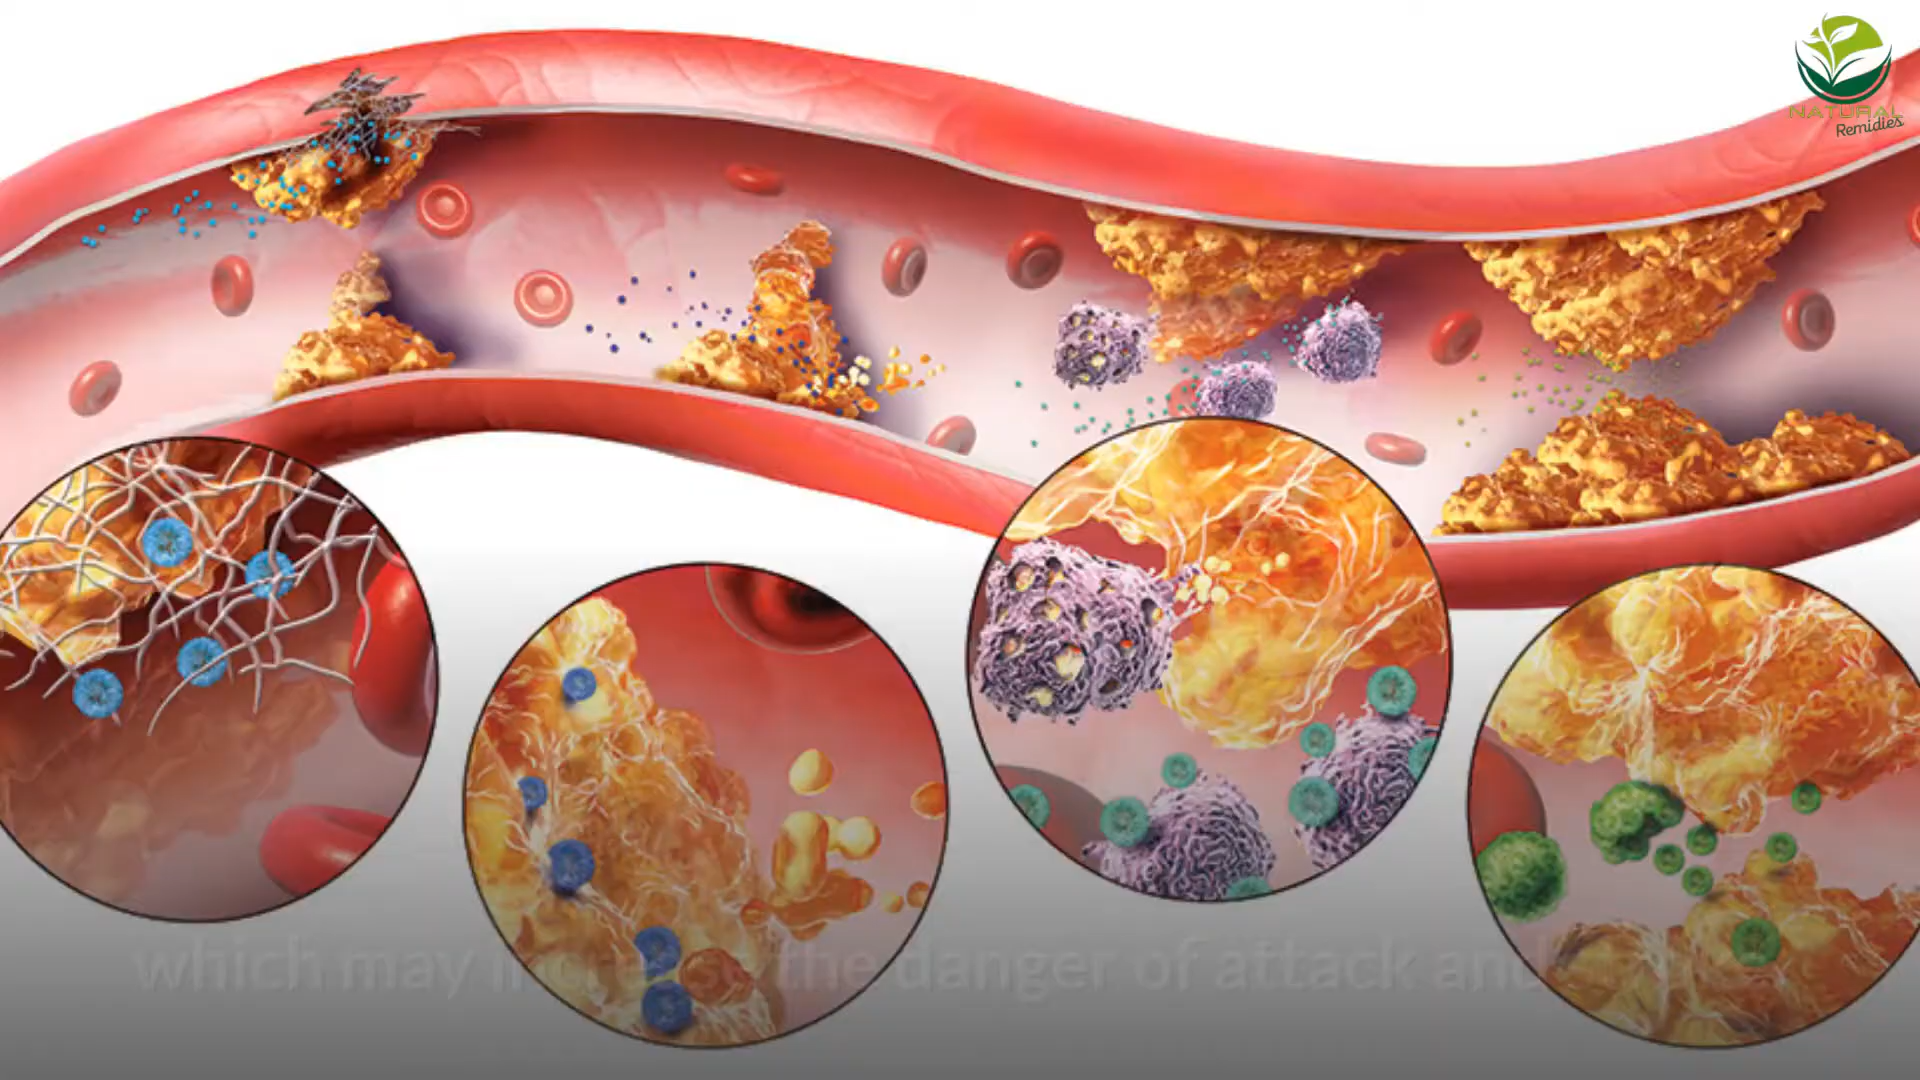 NATURAL
Remidies
which may increase the danger of attack and